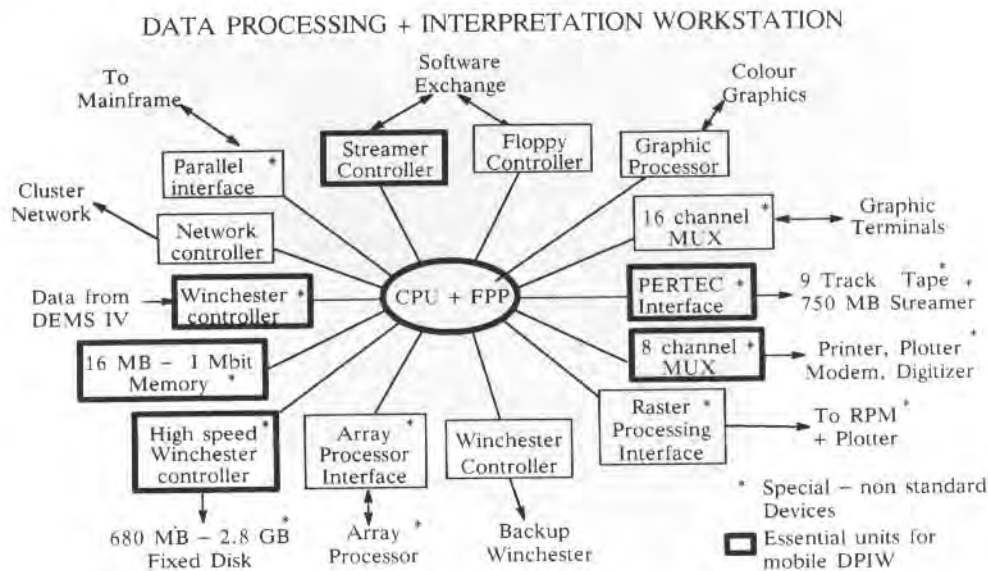 DATA PROCESSING + INTERPRETATION WORKSTATION
To
Mainframe
Software
Exchange
Colour
Graphics
Parallel *
interface
Streamer
Controller
Floppy
Controller
Graphic
Processor
Cluster
Network
Network
controller
16 channel *
MUX
Graphic
Terminals
Data from
DEMS IV
Winchester *
controller
CPU + FPP
PERTEC
Interface *
9 Track Tape * +
750 MB Streamer
16 MB – 1 Mbit
Memory *
8 channel *
MUX
Printer, Plotter *
Modem, Digitizer
High speed *
Winchester
controller
Array *
Processor
Interface
Winchester
Controller
Raster *
Processing
Interface
To RPM *
+ Plotter
680 MB – 2.8 GB *
Fixed Disk
Array *
Processor
Backup
Winchester
* Special – non standard
Devices
Essential units for
mobile DPIW